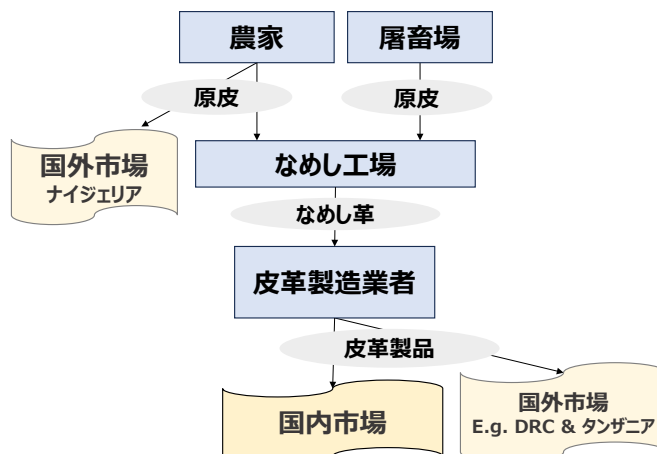 農家
屠畜場
原皮
原皮
国外市場
ナイジェリア
なめし工場
なめし革
皮革製造業者
皮革製品
国内市場
国外市場
E.g. DRC & タンザニア